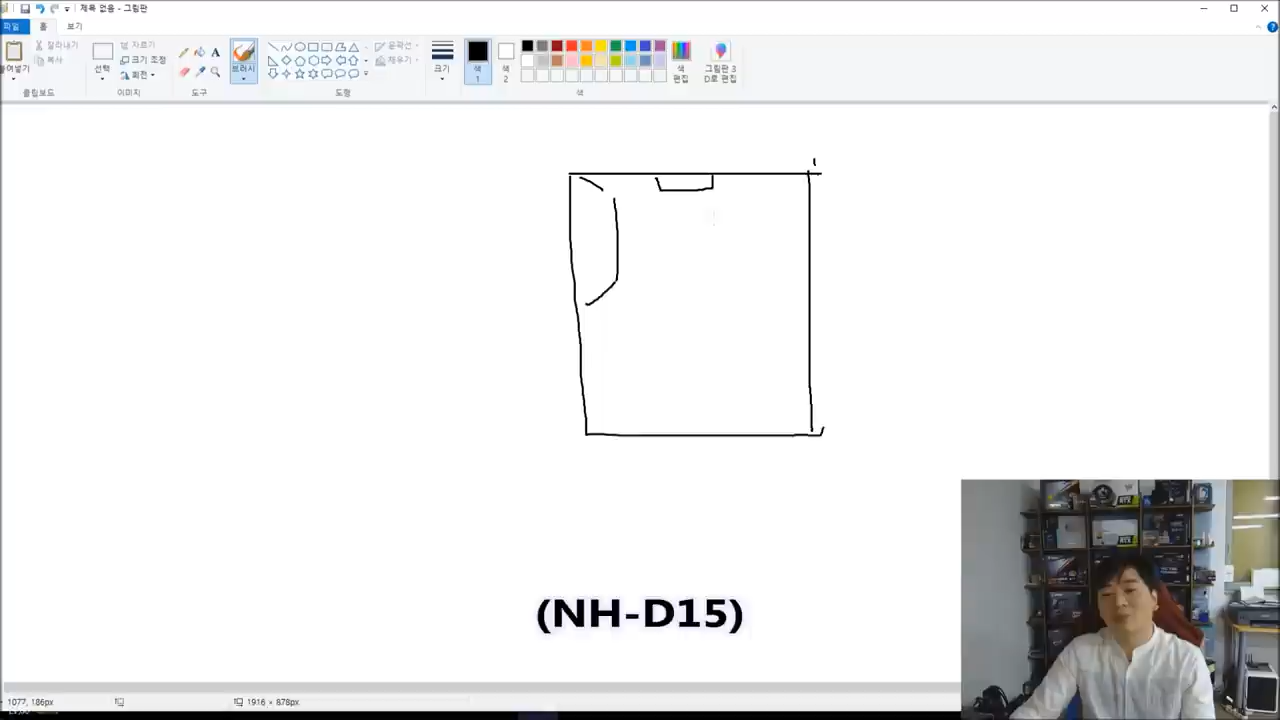 제목 없음 - 그림판
파일
홈
보기
붙여넣기
잘라내기
복사
클립보드
선택
자르기
크기 조정
회전
이미지
A
브러시
도구
윤곽선
채우기
도형
크기
색
1
색
2
색
편집
그림판 3
D로 편집
색
(NH-D15)
1077, 186px
1916 × 878px